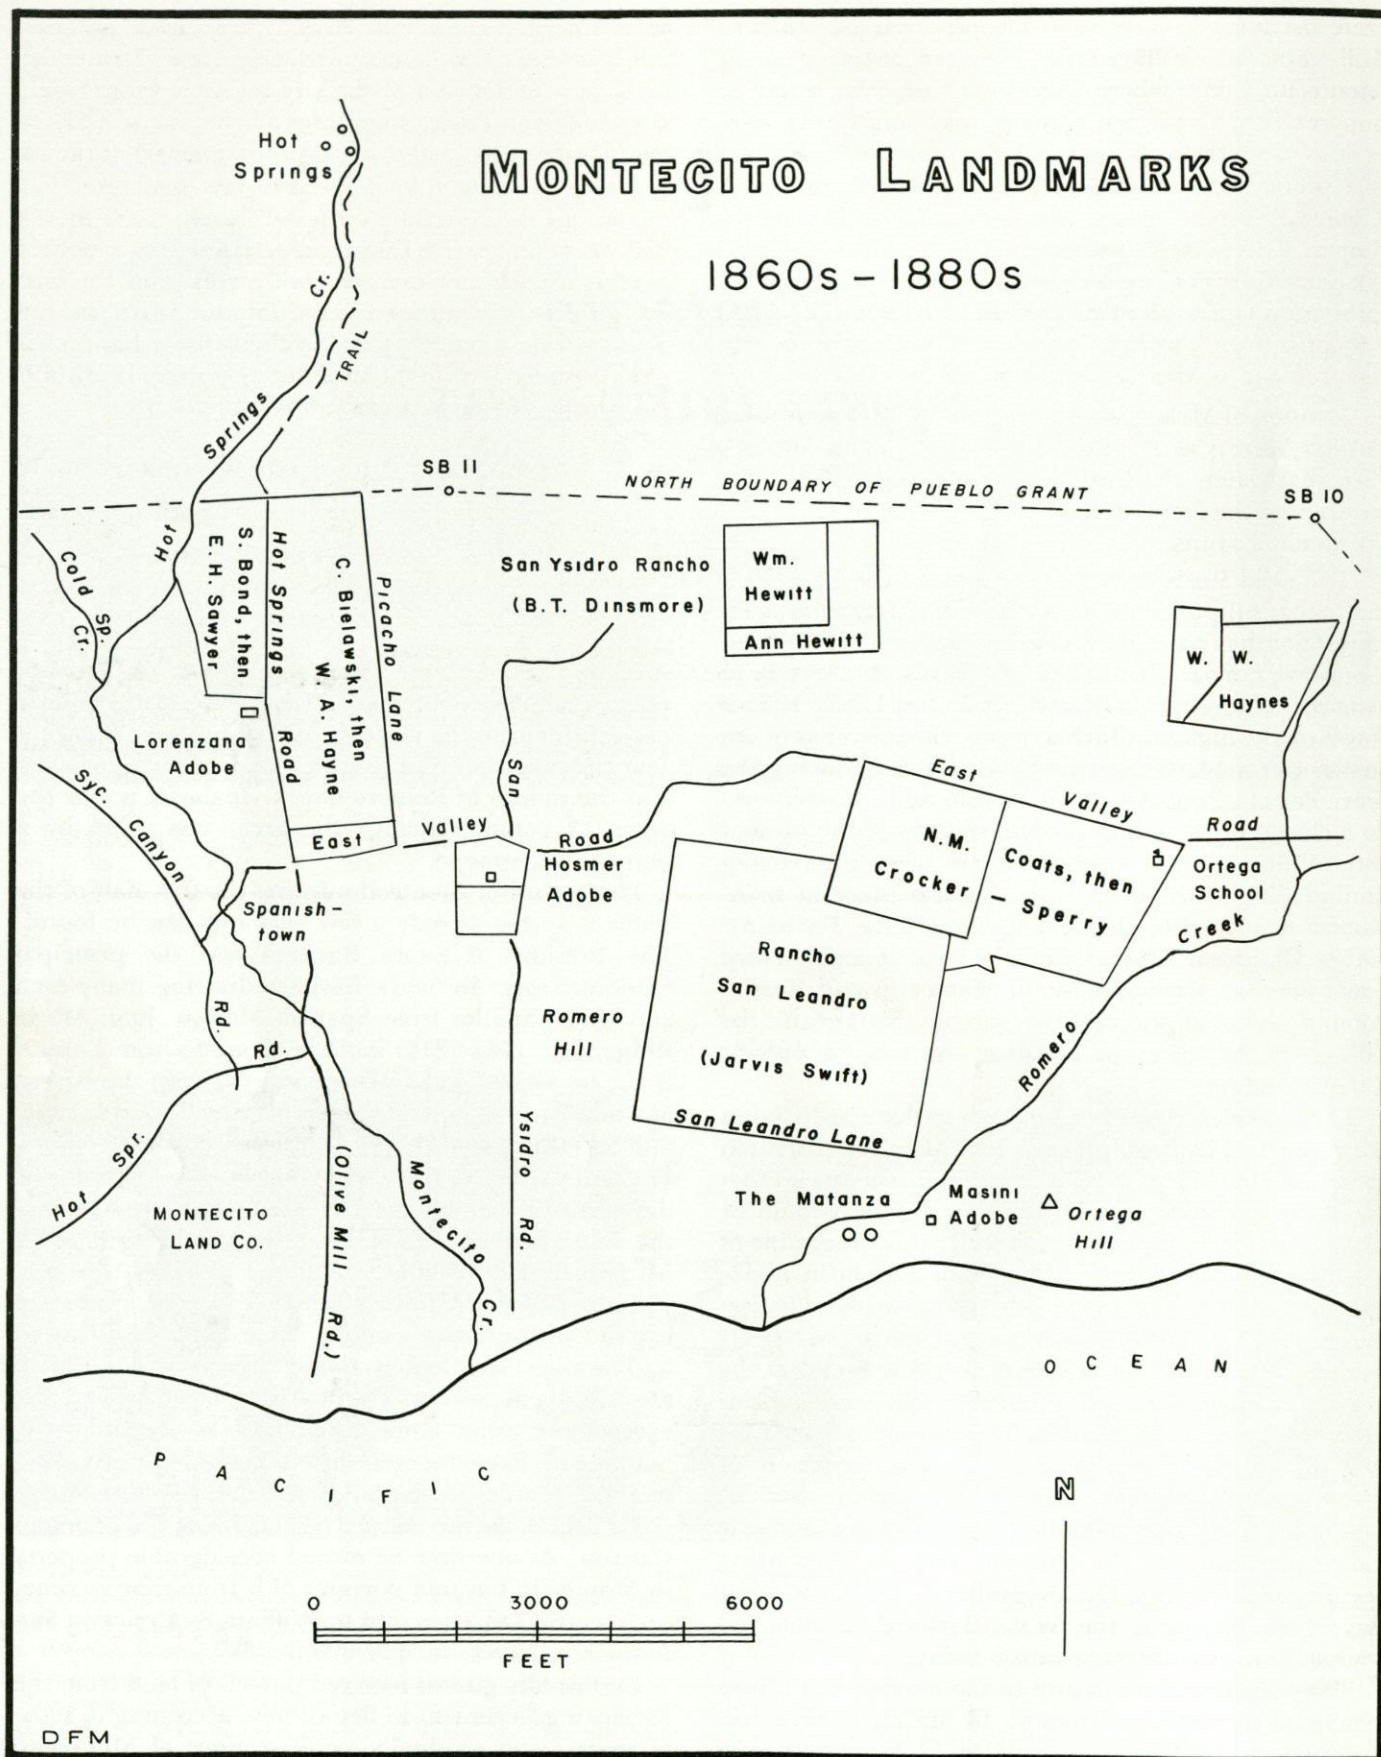 MONTECITO LANDMARKS
1860s – 1880s
Hot
Springs
TRAIL
Hot Springs Cr.
SB 11
NORTH BOUNDARY OF PUEBLO GRANT
SB 10
Cold Sp. Cr.
S. Bond, then
E. H. Sawyer
Hot Springs Road
C. Bielawski, then
W. A. Hayne
Picacho Lane
San Ysidro Rancho
(B.T. Dinsmore)
Wm.
Hewitt
Ann Hewitt
W. W.
Haynes
Lorenzana
Adobe
Syc. Canyon Rd.
East Valley Road
Hosmer
Adobe
San Ysidro Rd.
East Valley Road
N.M.
Crocker – Sperry
Coats, then
Ortega
School
Romero Creek
Spanish-
town
Rancho
San Leandro
(Jarvis Swift)
San Leandro Lane
Romero
Hill
Hot Spr. Rd.
(Olive Mill Rd.)
Montecito Cr.
MONTECITO
LAND CO.
The Matanza
Masini
Adobe
Ortega
Hill
PACIFIC OCEAN
N
0 3000 6000
FEET
DFM